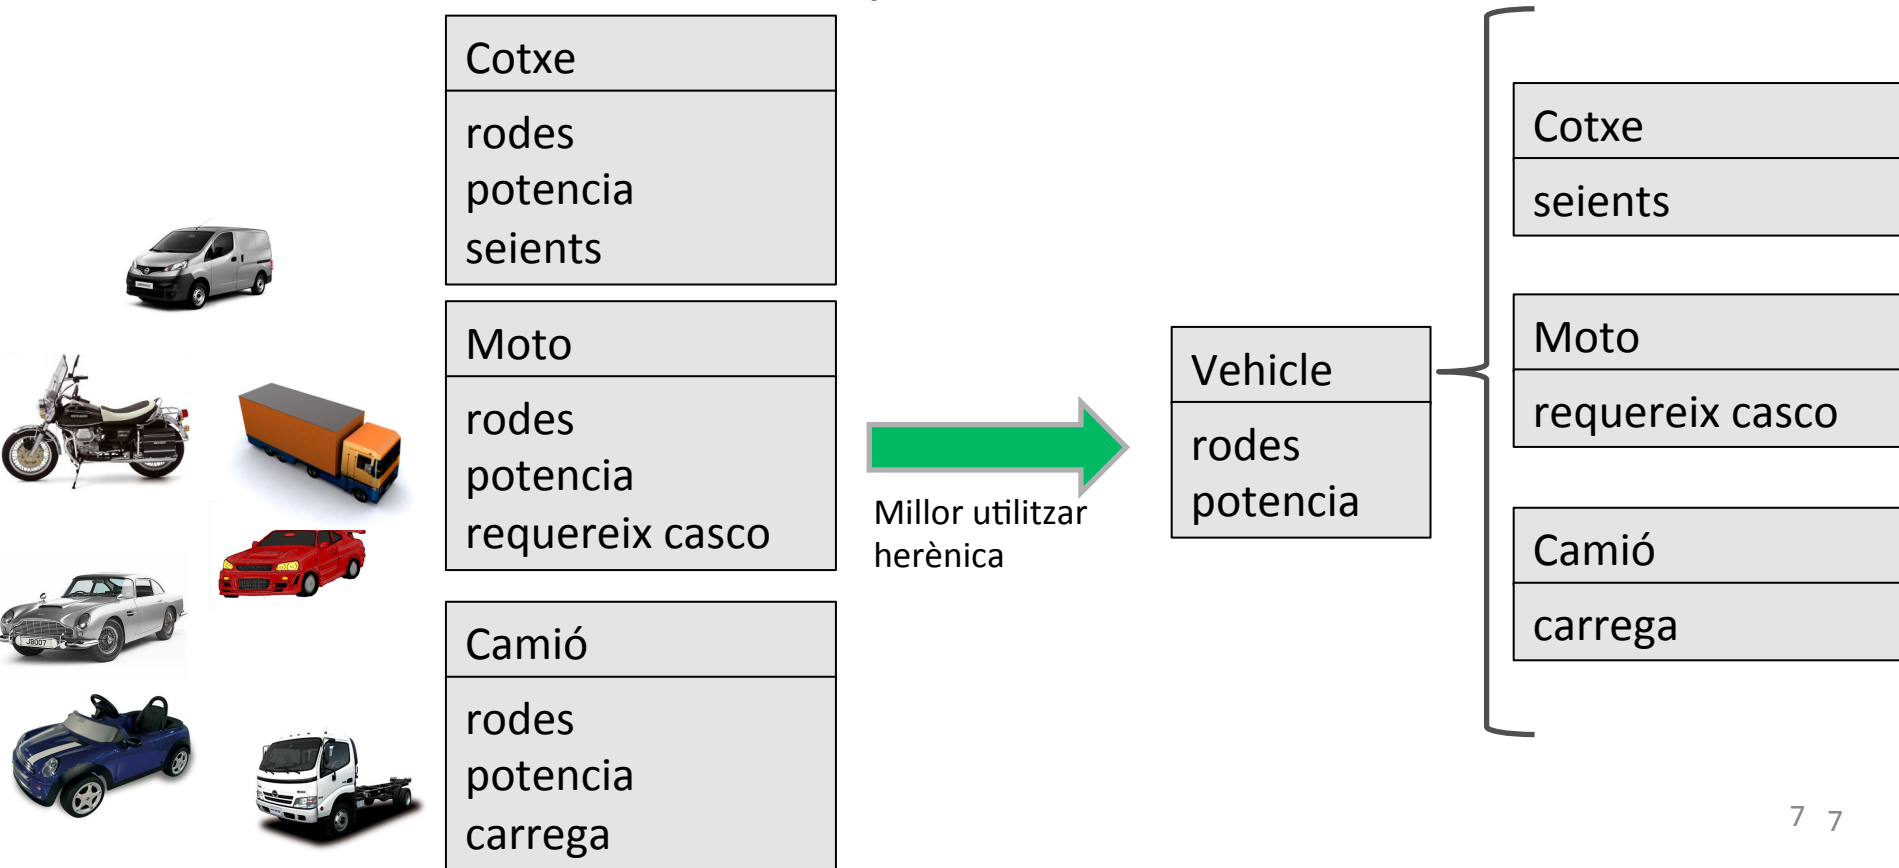 Cotxe
rodes
potencia
seients
Moto
rodes
potencia
requereix casco
Camió
rodes
potencia
carrega
Millor utilitzar
herènica
Vehicle
rodes
potencia
Cotxe
seients
Moto
requereix casco
Camió
carrega
JB007
7 7